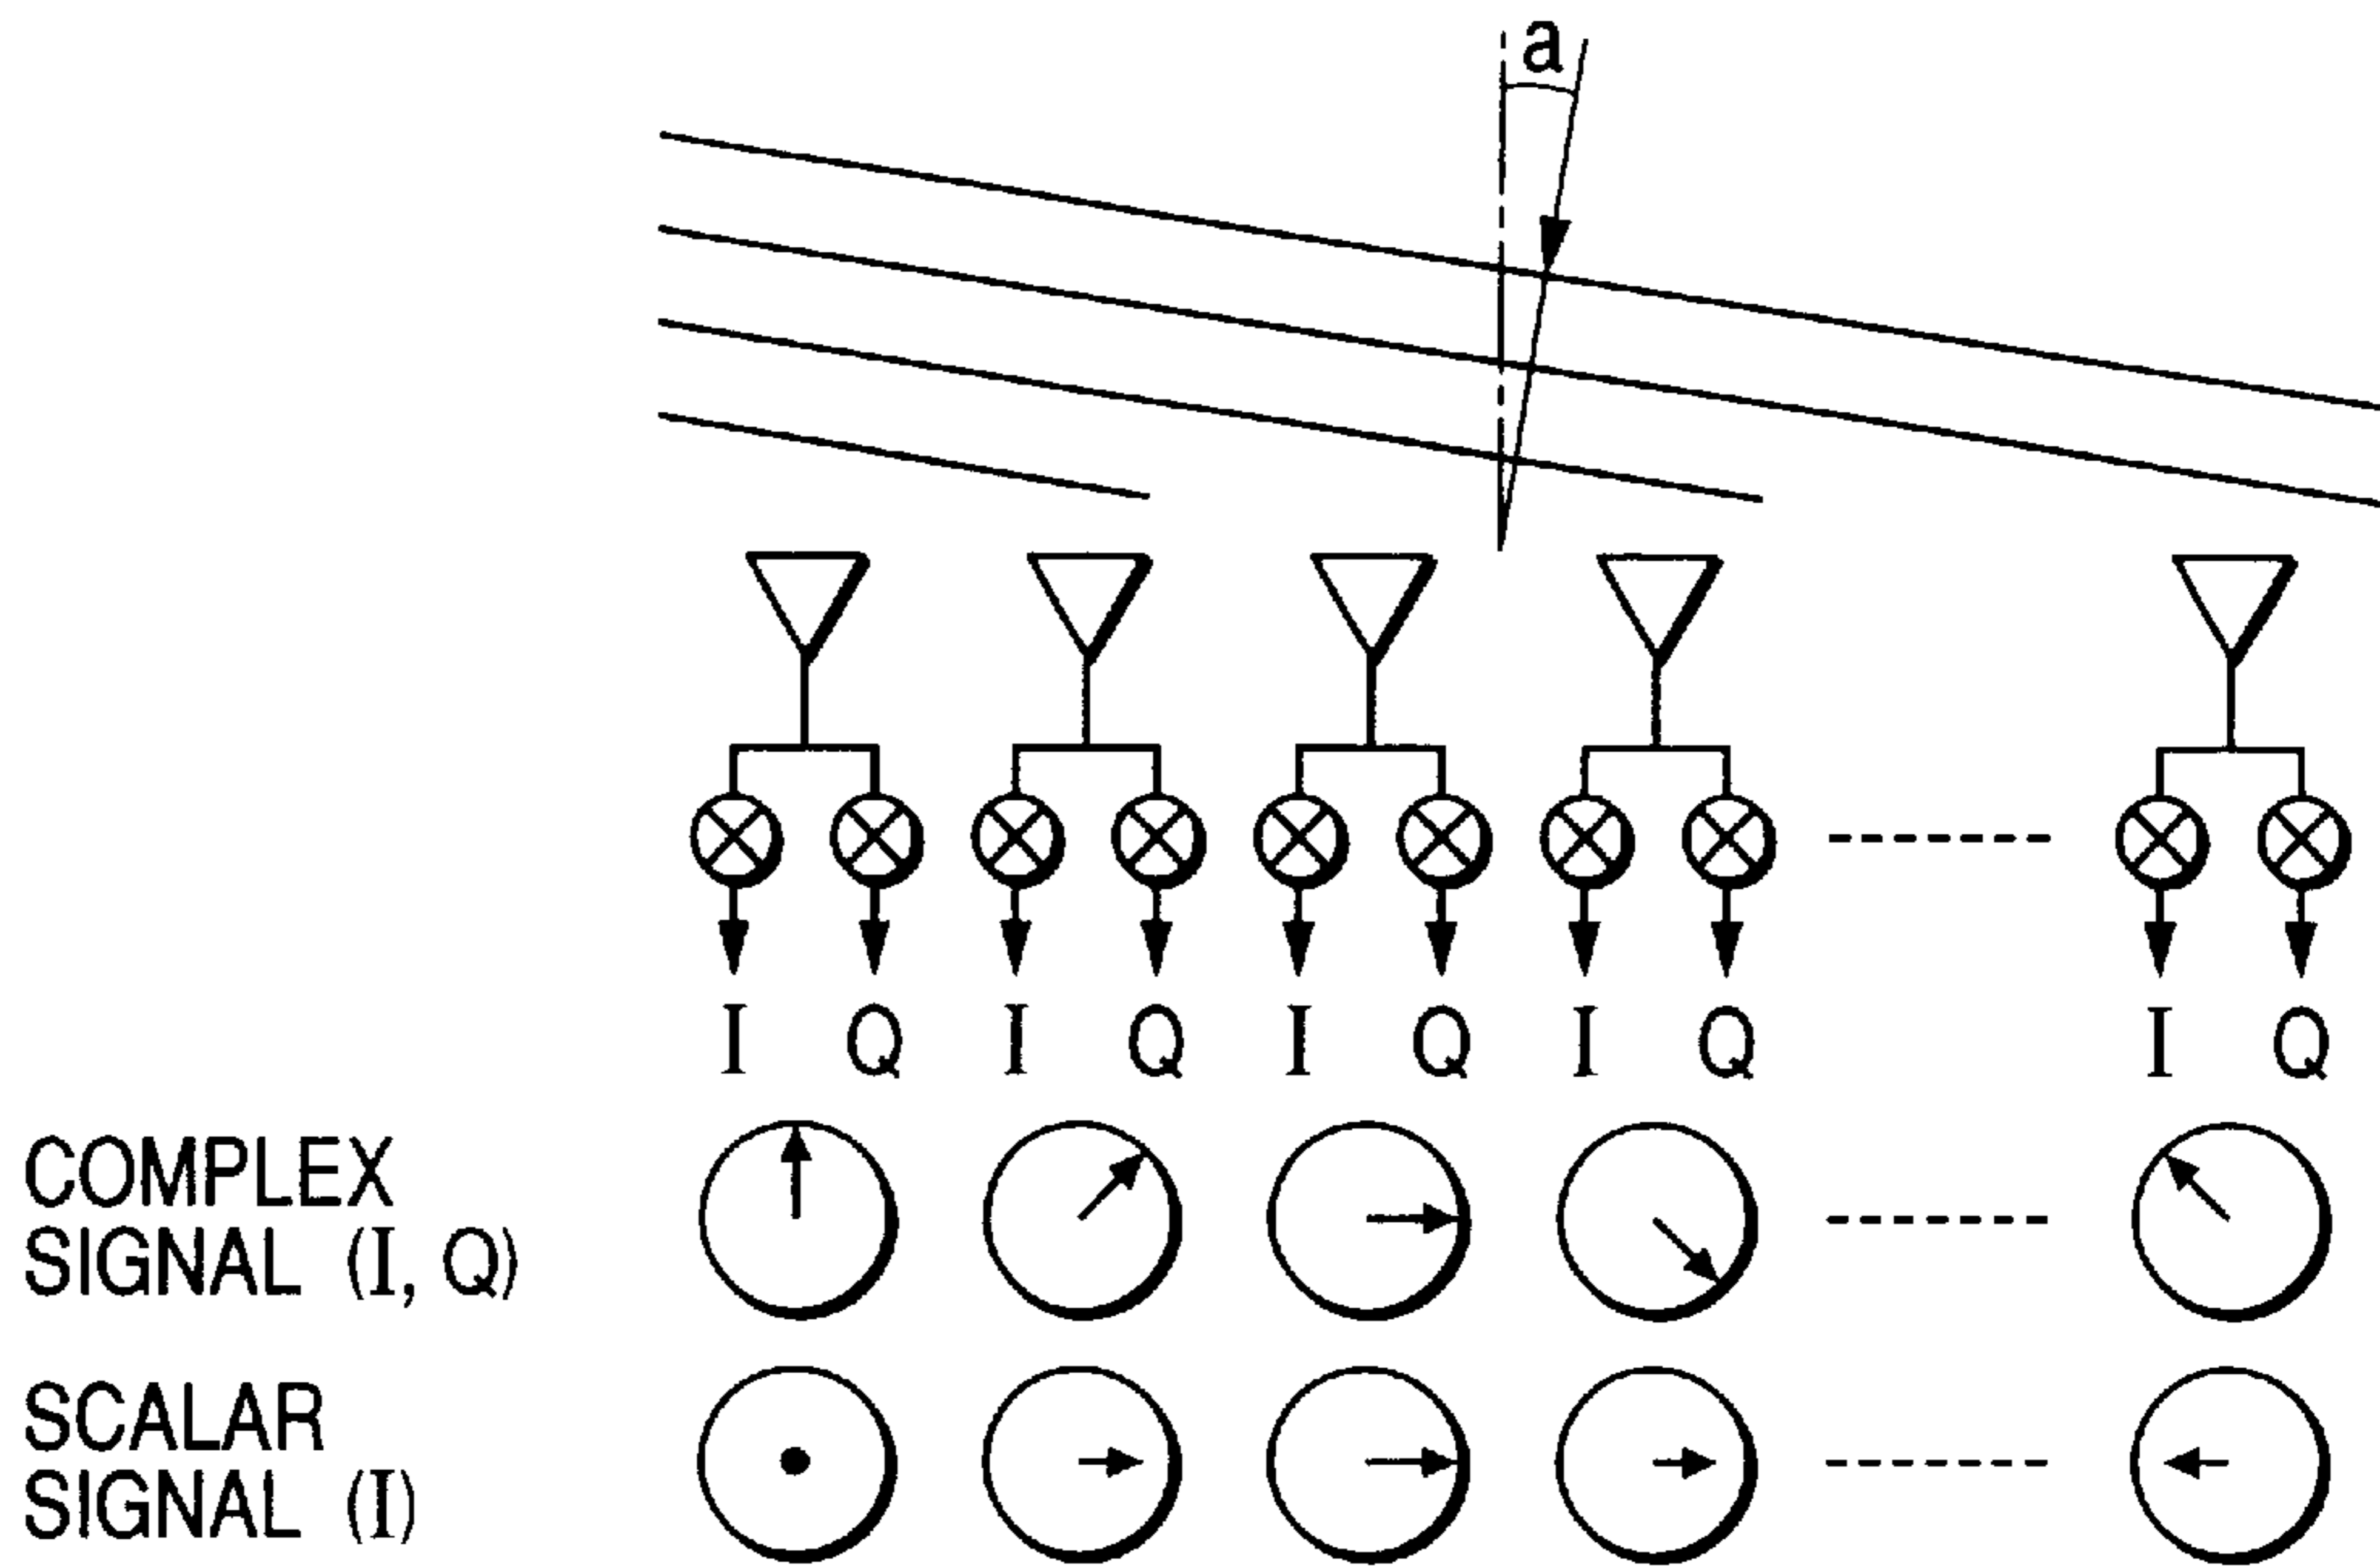 a
I Q I Q I Q I Q I Q
COMPLEX
SIGNAL (I, Q)
SCALAR
SIGNAL (I)